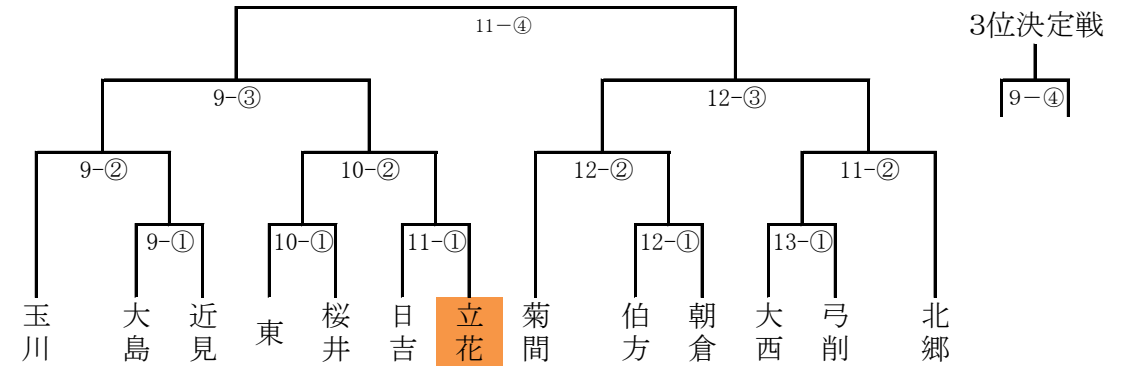 11－④
3位決定戦
9-③
12-③
9－④
9-②
10-②
12-②
11-②
9-①
10-①
11-①
12-①
13-①
玉川
大島
近見
東
桜井
日吉
立花
菊間
伯方
朝倉
大西
弓削
北郷